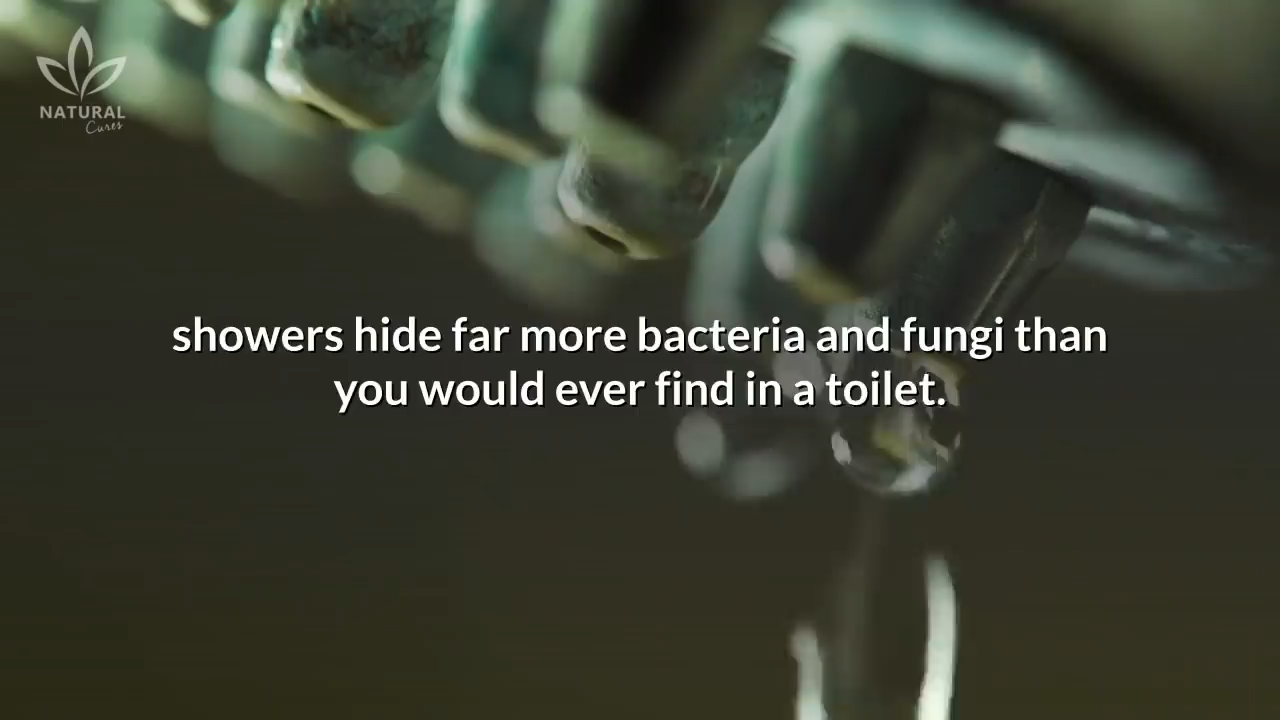 NATURAL
Cures
showers hide far more bacteria and fungi than
you would ever find in a toilet.